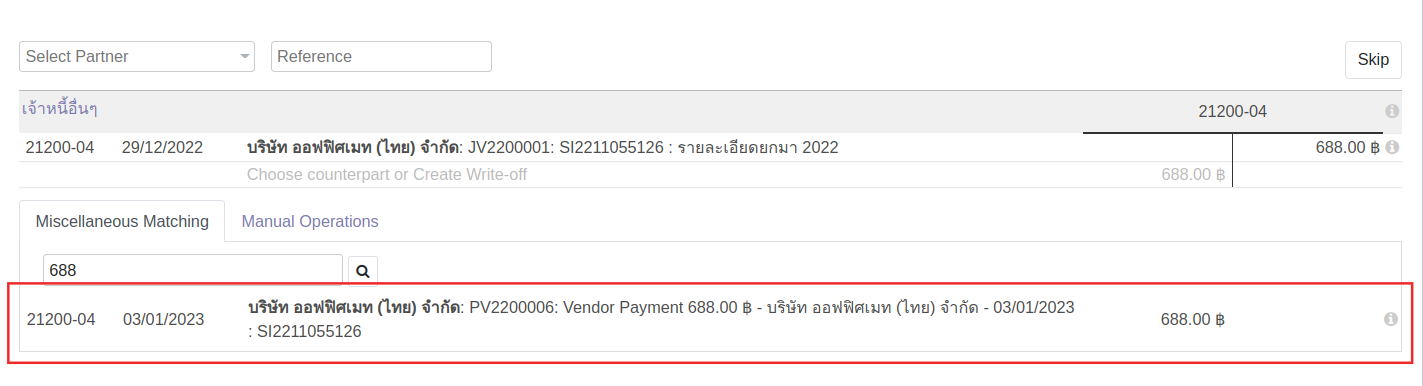 Select Partner Reference Skip
เจ้าหนี้อื่นๆ 21200-04
21200-04 29/12/2022 บริษัท ออฟฟิศเมท (ไทย) จำกัด: JV2200001: SI2211055126 : รายละเอียดยกมา 2022 688.00 ฿
Choose counterpart or Create Write-off 688.00 ฿
Miscellaneous Matching Manual Operations
688
21200-04 03/01/2023 บริษัท ออฟฟิศเมท (ไทย) จำกัด: PV2200006: Vendor Payment 688.00 ฿ - บริษัท ออฟฟิศเมท (ไทย) จำกัด - 03/01/2023 688.00 ฿
: SI2211055126